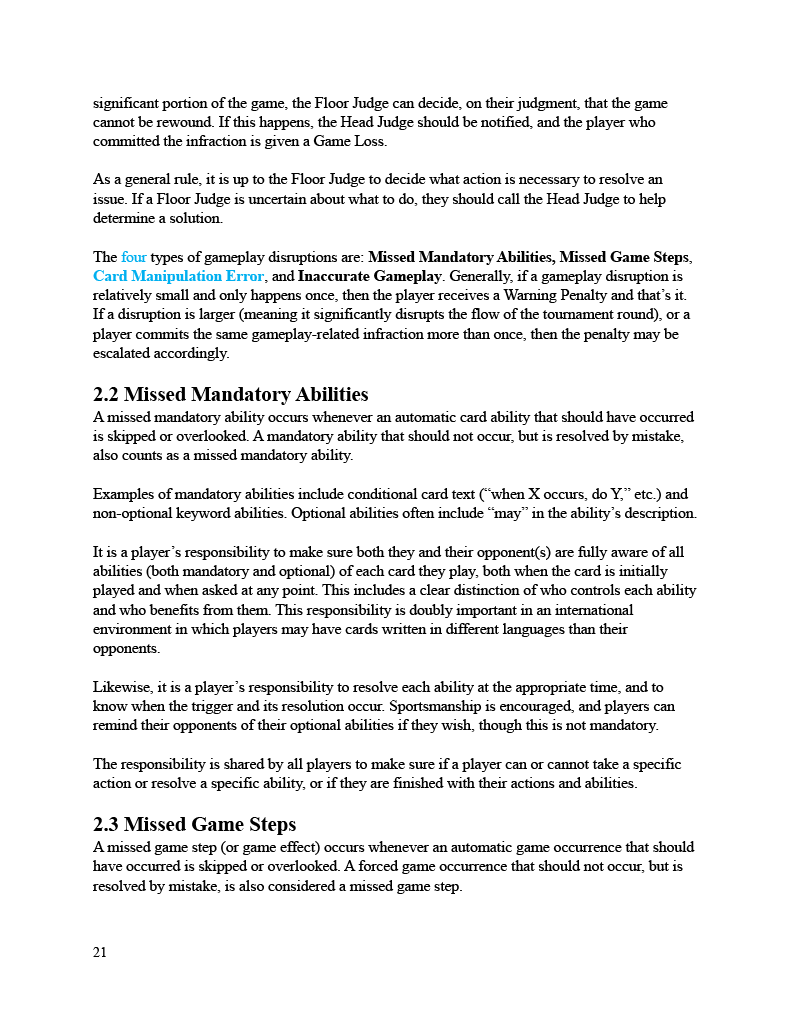 significant portion of the game, the Floor Judge can decide, on their judgment, that the game
cannot be rewound. If this happens, the Head Judge should be notified, and the player who
committed the infraction is given a Game Loss.
As a general rule, it is up to the Floor Judge to decide what action is necessary to resolve an
issue. If a Floor Judge is uncertain about what to do, they should call the Head Judge to help
determine a solution.
The four types of gameplay disruptions are: Missed Mandatory Abilities, Missed Game Steps,
Card Manipulation Error, and Inaccurate Gameplay. Generally, if a gameplay disruption is
relatively small and only happens once, then the player receives a Warning Penalty and that’s it.
If a disruption is larger (meaning it significantly disrupts the flow of the tournament round), or a
player commits the same gameplay-related infraction more than once, then the penalty may be
escalated accordingly.
2.2 Missed Mandatory Abilities
A missed mandatory ability occurs whenever an automatic card ability that should have occurred
is skipped or overlooked. A mandatory ability that should not occur, but is resolved by mistake,
also counts as a missed mandatory ability.
Examples of mandatory abilities include conditional card text (“when X occurs, do Y,” etc.) and
non-optional keyword abilities. Optional abilities often include “may” in the ability’s description.
It is a player’s responsibility to make sure both they and their opponent(s) are fully aware of all
abilities (both mandatory and optional) of each card they play, both when the card is initially
played and when asked at any point. This includes a clear distinction of who controls each ability
and who benefits from them. This responsibility is doubly important in an international
environment in which players may have cards written in different languages than their
opponents.
Likewise, it is a player’s responsibility to resolve each ability at the appropriate time, and to
know when the trigger and its resolution occur. Sportsmanship is encouraged, and players can
remind their opponents of their optional abilities if they wish, though this is not mandatory.
The responsibility is shared by all players to make sure if a player can or cannot take a specific
action or resolve a specific ability, or if they are finished with their actions and abilities.
2.3 Missed Game Steps
A missed game step (or game effect) occurs whenever an automatic game occurrence that should
have occurred is skipped or overlooked. A forced game occurrence that should not occur, but is
resolved by mistake, is also considered a missed game step.
21